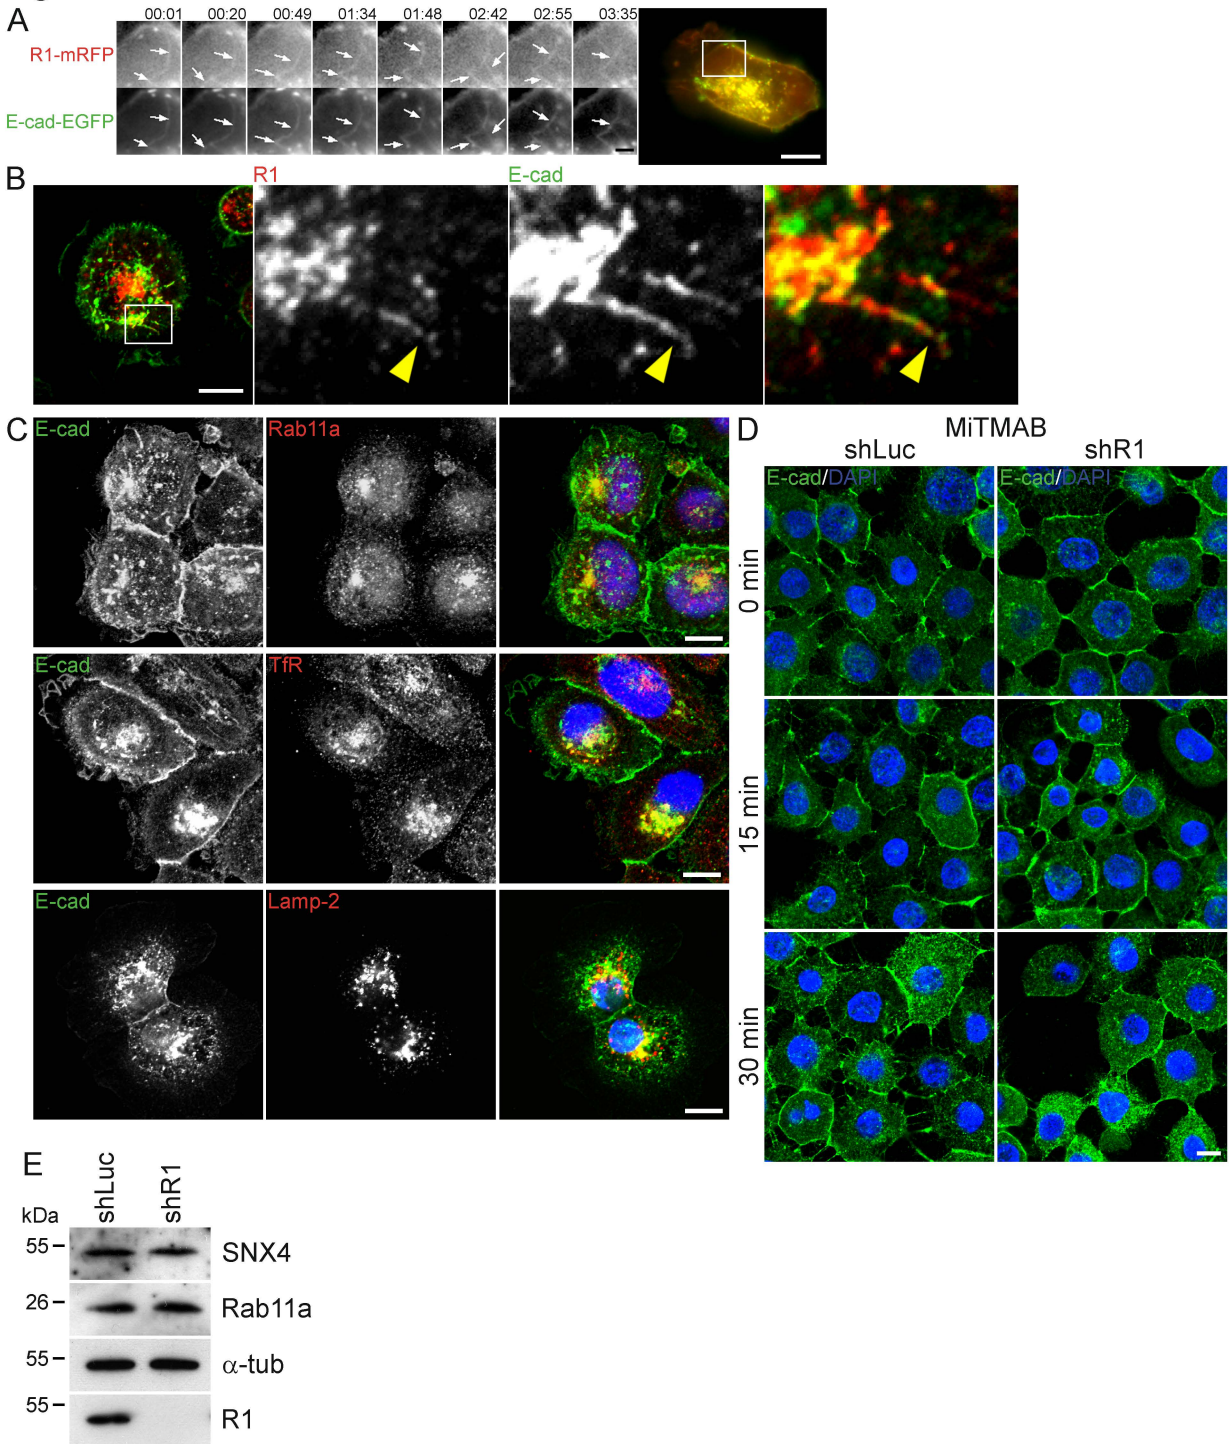 A
00:01 00:20 00:49 01:34 01:48 02:42 02:55 03:35
R1-mRFP
E-cad-EGFP
B
R1
E-cad
C
E-cad
Rab11a
E-cad
TfR
E-cad
Lamp-2
D
MiTMAB
shLuc shR1
E-cad/DAPI E-cad/DAPI
0 min
15 min
30 min
E
shLuc
shR1
kDa
55
SNX4
26
Rab11a
55
α-tub
55
R1